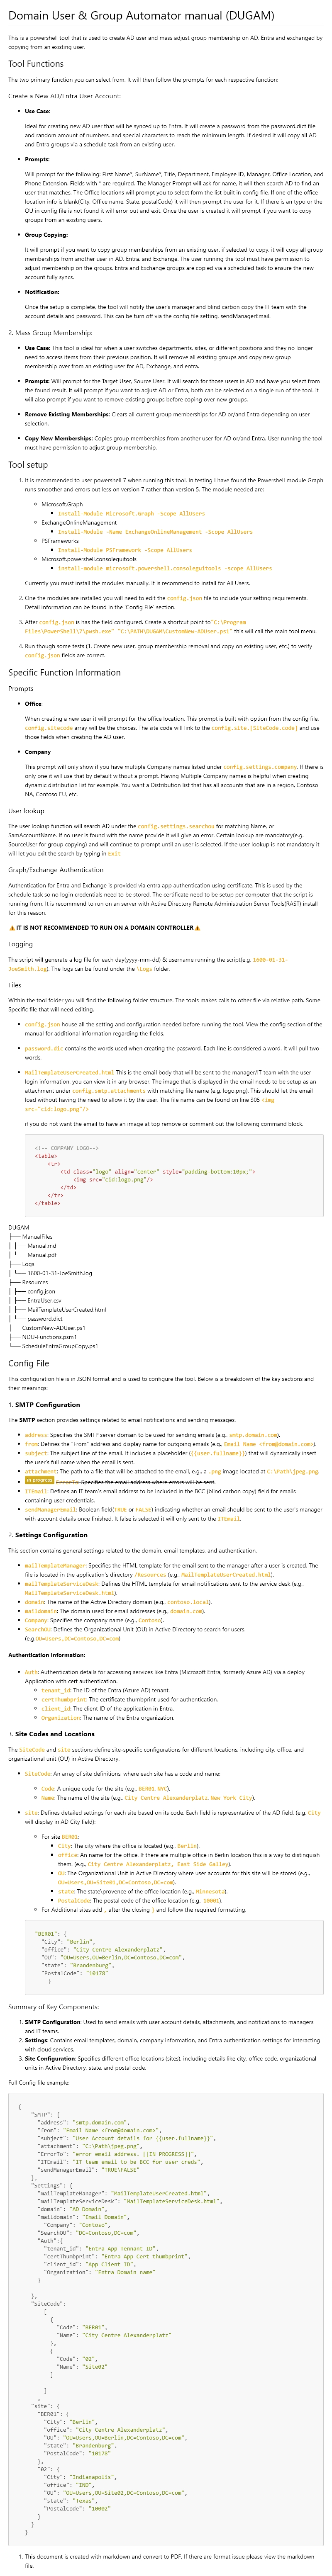 Domain User & Group Automator manual (DUGAM)
This is a powershell tool that is used to create AD user and mass adjust group membership on AD, Entra and exchanged by
copying from an existing user.
Tool Functions
The two primary function you can select from. It will then follow the prompts for each respective function:
Create a New AD/Entra User Account:
Use Case:
Ideal for creating new AD user that will be synced up to Entra. It will create a password from the password.dict file
and random amount of numbers, and special characters to reach the minimum length. If desired it will copy all AD
and Entra groups via a schedule task from an existing user.
Prompts:
Will prompt for the following: First Name*, SurName*, Title, Department, Employee ID, Manager, Office Location, and
Phone Extension. Fields with * are required. The Manager Prompt will ask for name, it will then search AD to find an
user that matches. The Office locations will prompt you to select form the list built in config file. If one of the office
location info is blank(City, Office name, State, postalCode) it will then prompt the user for it. If there is an typo or the
OU in config file is not found it will error out and exit. Once the user is created it will prompt if you want to copy
groups from an existing users.
Group Copying:
It will prompt if you want to copy group memberships from an existing user, if selected to copy, it will copy all group
memberships from another user in AD, Entra, and Exchange. The user running the tool must have permission to
adjust membership on the groups. Entra and Exchange groups are copied via a scheduled task to ensure the new
account fully syncs.
Notification:
Once the setup is complete, the tool will notify the user's manager and blind carbon copy the IT team with the
account details and password. This can be turn off via the config file setting, sendManagerEmail.
2. Mass Group Membership:
Use Case: This tool is ideal for when a user switches departments, sites, or different positions and they no longer
need to access items from their previous position. It will remove all existing groups and copy new group
membership over from an existing user for AD, Exchange, and entra.
Prompts: Will prompt for the Target User, Source User. It will search for those users in AD and have you select from
the found result. It will prompt if you want to adjust AD or Entra, both cannot be selected on a single run of the tool. it
will also prompt if you want to remove existing groups before coping over new groups.
Remove Existing Memberships: Clears all current group memberships for AD or/and Entra depending on user
selection.
Copy New Memberships: Copies group memberships from another user for AD or/and Entra. User running the tool
must have permission to adjust group membership.
Tool setup
1. It is recommended to user powershell 7 when running this tool. In testing I have found the Powershell module Graph
runs smoother and errors out less on version 7 rather then version 5. The module needed are:
Microsoft.Graph
Install-Module Microsoft.Graph -Scope AllUsers
ExchangeOnlineManagement
Install-Module -Name ExchangeOnlineManagement -Scope AllUsers
PSFrameworks
Install-Module PSFramework -Scope AllUsers
Microsoft.powershell.consoleguitools
install-module microsoft.powershell.consoleguitools -scope AllUsers
Currently you must install the modules manually. It is recommend to install for All Users.
2. One the modules are installed you will need to edit the config.json file to include your setting requirements.
Detail information can be found in the 'Config File' section.
3. After config.json is has the field configured. Create a shortcut point to"C:\Program
Files\PowerShell\7\pwsh.exe" "C:\PATH\DUGAM\CustomNew-ADUser.ps1" this will call the main tool menu.
4. Run though some tests (1. Create new user, group membership removal and copy on existing user, etc.) to verify
config.json fields are correct.
Specific Function Information
Prompts
Office:
When creating a new user it will prompt for the office location. This prompt is built with option from the config file.
config.sitecode array will be the choices. The site code will link to the config.site.[SiteCode.code] and use
those fields when creating the AD user.
Company
This prompt will only show if you have multiple Company names listed under config.settings.company. If there is
only one it will use that by default without a prompt. Having Multiple Company names is helpful when creating
dynamic distribution list for example. You want a Distribution list that has all accounts that are in a region. Contoso
NA, Contoso EU, etc.
User lookup
The user lookup function will search AD under the config.settings.searchou for matching Name, or
SamAccountName. If no user is found with the name provide it will give an error. Certain lookup are mandatory(e.g.
SourceUser for group copying) and will continue to prompt until an user is selected. If the user lookup is not mandatory it
will let you exit the search by typing in Exit
Graph/Exchange Authentication
Authentication for Entra and Exchange is provided via entra app authentication using certificate. This is used by the
schedule task so no login credentials need to be stored. The certificate need to be setup per computer that the script is
running from. It is recommend to run on an server with Active Directory Remote Administration Server Tools(RAST) install
for this reason.
⚠️IT IS NOT RECOMMENDED TO RUN ON A DOMAIN CONTROLLER⚠️
Logging
The script will generate a log file for each day(yyyy-mm-dd) & username running the script(e.g. 1600-01-31-
JoeSmith.log). The logs can be found under the \Logs folder.
Files
Within the tool folder you will find the following folder structure. The tools makes calls to other file via relative path. Some
Specific file that will need editing.
config.json house all the setting and configuration needed before running the tool. View the config section of the
manual for additional information regarding the fields.
password.dic contains the words used when creating the password. Each line is considered a word. It will pull two
words.
MailTemplateUserCreated.html This is the email body that will be sent to the manager/IT team with the user
login information. you can view it in any browser. The image that is displayed in the email needs to be setup as an
attachment under config.smtp.attachments with matching file name (e.g. logo.png). This should let the email
load without having the need to allow it to display for the user. The file name can be found on line 305 <img
src="cid:logo.png"/>
if you do not want the email to have an image at top remove or comment out the following command block.
<!-- COMPANY LOGO-->
<table>
<tr>
<td class="logo" align="center" style="padding-bottom:10px;">
<img src="cid:logo.png"/>
</td>
</tr>
</table>
DUGAM
├── ManualFiles
│ ├── Manual.md
│ └── Manual.pdf
├── Logs
│ └── 1600-01-31-JoeSmith.log
├── Resources
│ ├── config.json
│ ├── EntraUser.csv
│ ├── MailTemplateUserCreated.html
│ └── password.dict
├── CustomNew-ADUser.ps1
├── NDU-Functions.psm1
└── ScheduleEntraGroupCopy.ps1
Config File
This configuration file is in JSON format and is used to configure the tool. Below is a breakdown of the key sections and
their meanings:
1. SMTP Configuration
The SMTP section provides settings related to email notifications and sending messages.
address: Specifies the SMTP server domain to be used for sending emails (e.g., smtp.domain.com).
from: Defines the "From" address and display name for outgoing emails (e.g., Email Name <from@domain.com>).
subject: The subject line of the email. It includes a placeholder ({{user.fullname}}) that will dynamically insert
the user's full name when the email is sent.
attachment: The path to a file that will be attached to the email. e.g., a .png image located at C:\Path\jpeg.png.
IN PROGRESS ErrorTo: Specifies the email address where errors will be sent.
ITEmail: Defines an IT team's email address to be included in the BCC (blind carbon copy) field for emails
containing user credentials.
sendManagerEmail: Boolean field(TRUE or FALSE) indicating whether an email should be sent to the user's manager
with account details once finished. If false is selected it will only sent to the ITEmail.
2. Settings Configuration
This section contains general settings related to the domain, email templates, and authentication.
mailTemplateManager: Specifies the HTML template for the email sent to the manager after a user is created. The
file is located in the application's directory /Resources (e.g., MailTemplateUserCreated.html).
mailTemplateServiceDesk: Defines the HTML template for email notifications sent to the service desk (e.g.,
MailTemplateServiceDesk.html).
domain: The name of the Active Directory domain (e.g., contoso.local).
maildomain: The domain used for email addresses (e.g., domain.com).
Company: Specifies the company name (e.g., Contoso).
SearchOU: Defines the Organizational Unit (OU) in Active Directory to search for users.
(e.g.OU=Users,DC=Contoso,DC=com)
Authentication Information:
Auth: Authentication details for accessing services like Entra (Microsoft Entra, formerly Azure AD) via a deploy
Application with cert authentication.
tenant_id: The ID of the Entra (Azure AD) tenant.
certThumbprint: The certificate thumbprint used for authentication.
client_id: The client ID of the application in Entra.
Organization: The name of the Entra organization.
3. Site Codes and Locations
The SiteCode and site sections define site-specific configurations for different locations, including city, office, and
organizational unit (OU) in Active Directory.
SiteCode: An array of site definitions, where each site has a code and name:
Code: A unique code for the site (e.g., BER01,NYC).
Name: The name of the site (e.g., City Centre Alexanderplatz,New York City).
site: Defines detailed settings for each site based on its code. Each field is representative of the AD field. (e.g. City
will display in AD City field):
For site BER01:
City: The city where the office is located (e.g., Berlin).
office: An name for the office. If there are multiple office in Berlin location this is a way to distinguish
them. (e.g., City Centre Alexanderplatz, East Side Galley).
OU: The Organizational Unit in Active Directory where user accounts for this site will be stored (e.g.,
OU=Users,OU=Site01,DC=Contoso,DC=com).
state: The state\provence of the office location (e.g., Minnesota).
PostalCode: The postal code of the office location (e.g., 10001).
For Additional sites add , after the closing } and follow the required formatting.
"BER01": {
"City": "Berlin",
"office": "City Centre Alexanderplatz",
"OU": "OU=Users,OU=Berlin,DC=Contoso,DC=com",
"state": "Brandenburg",
"PostalCode": "10178"
}
Summary of Key Components:
1. SMTP Configuration: Used to send emails with user account details, attachments, and notifications to managers
and IT teams.
2. Settings: Contains email templates, domain, company information, and Entra authentication settings for interacting
with cloud services.
3. Site Configuration: Specifies different office locations (sites), including details like city, office code, organizational
units in Active Directory, state, and postal code.
Full Config file example:
{
"SMTP": {
"address": "smtp.domain.com",
"from": "Email Name <from@domain.com>",
"subject": "User Account details for {{user.fullname}}",
"attachment": "C:\Path\jpeg.png",
"ErrorTo": "error email address. [[IN PROGRESS]]",
"ITEmail": "IT team email to be BCC for user creds",
"sendManagerEmail": "TRUE\FALSE"
},
"Settings": {
"mailTemplateManager": "MailTemplateUserCreated.html",
"mailTemplateServiceDesk": "MailTemplateServiceDesk.html",
"domain": "AD Domain",
"maildomain": "Email Domain",
"Company": "Contoso",
"SearchOU": "DC=Contoso,DC=com",
"Auth":{
"tenant_id": "Entra App Tennant ID",
"certThumbprint": "Entra App Cert thumbprint",
"client_id": "App Client ID",
"Organization": "Entra Domain name"
}
},
"SiteCode":
[
{
"Code": "BER01",
"Name": "City Centre Alexanderplatz"
},
{
"Code": "02",
"Name": "Site02"
}
]
,
"site": {
"BER01": {
"City": "Berlin",
"office": "City Centre Alexanderplatz",
"OU": "OU=Users,OU=Berlin,DC=Contoso,DC=com",
"state": "Brandenburg",
"PostalCode": "10178"
},
"02": {
"City": "Indianapolis",
"office": "IND",
"OU": "OU=Users,OU=Site02,DC=Contoso,DC=com",
"state": "Texas",
"PostalCode": "10002"
}
}
}
1. This document is created with markdown and convert to PDF. If there are format issue please view the markdown
file.